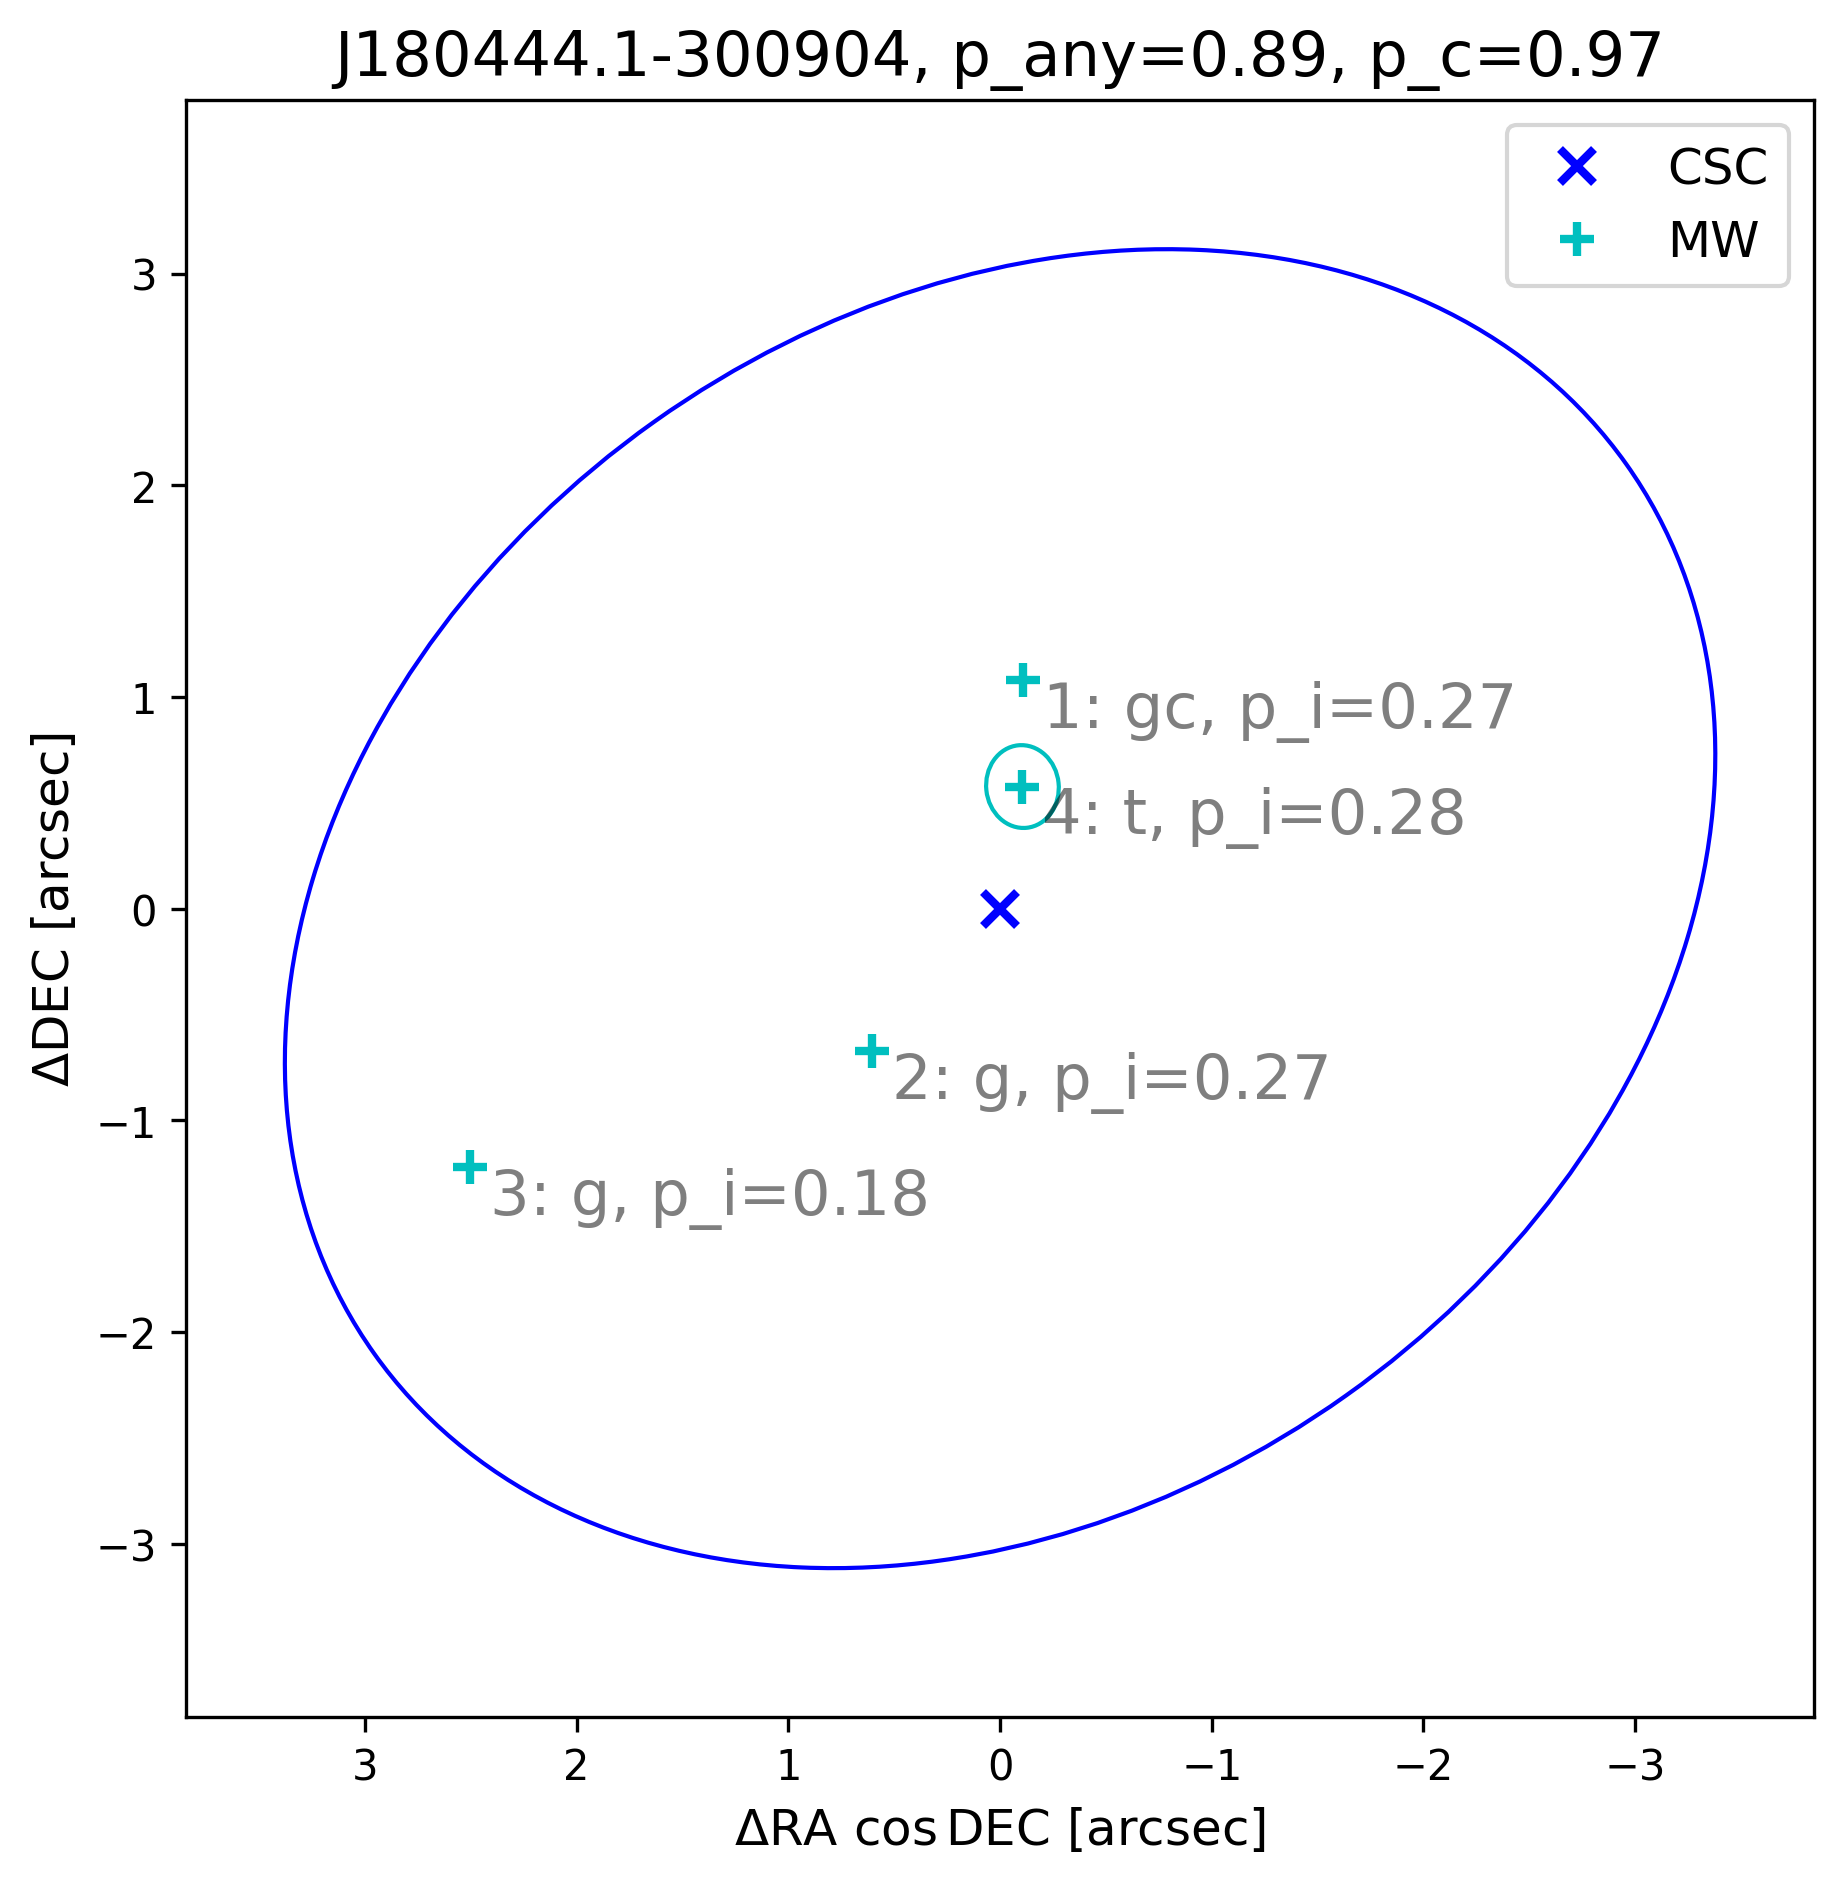 J180444.1-300904, p_any=0.89, p_c=0.97
CSC
MW
1: gc, p_i=0.27
4: t, p_i=0.28
2: g, p_i=0.27
3: g, p_i=0.18
ΔDEC [arcsec]
3
2
1
0
−1
−2
−3
3
2
1
0
−1
−2
−3
ΔRA cos DEC [arcsec]